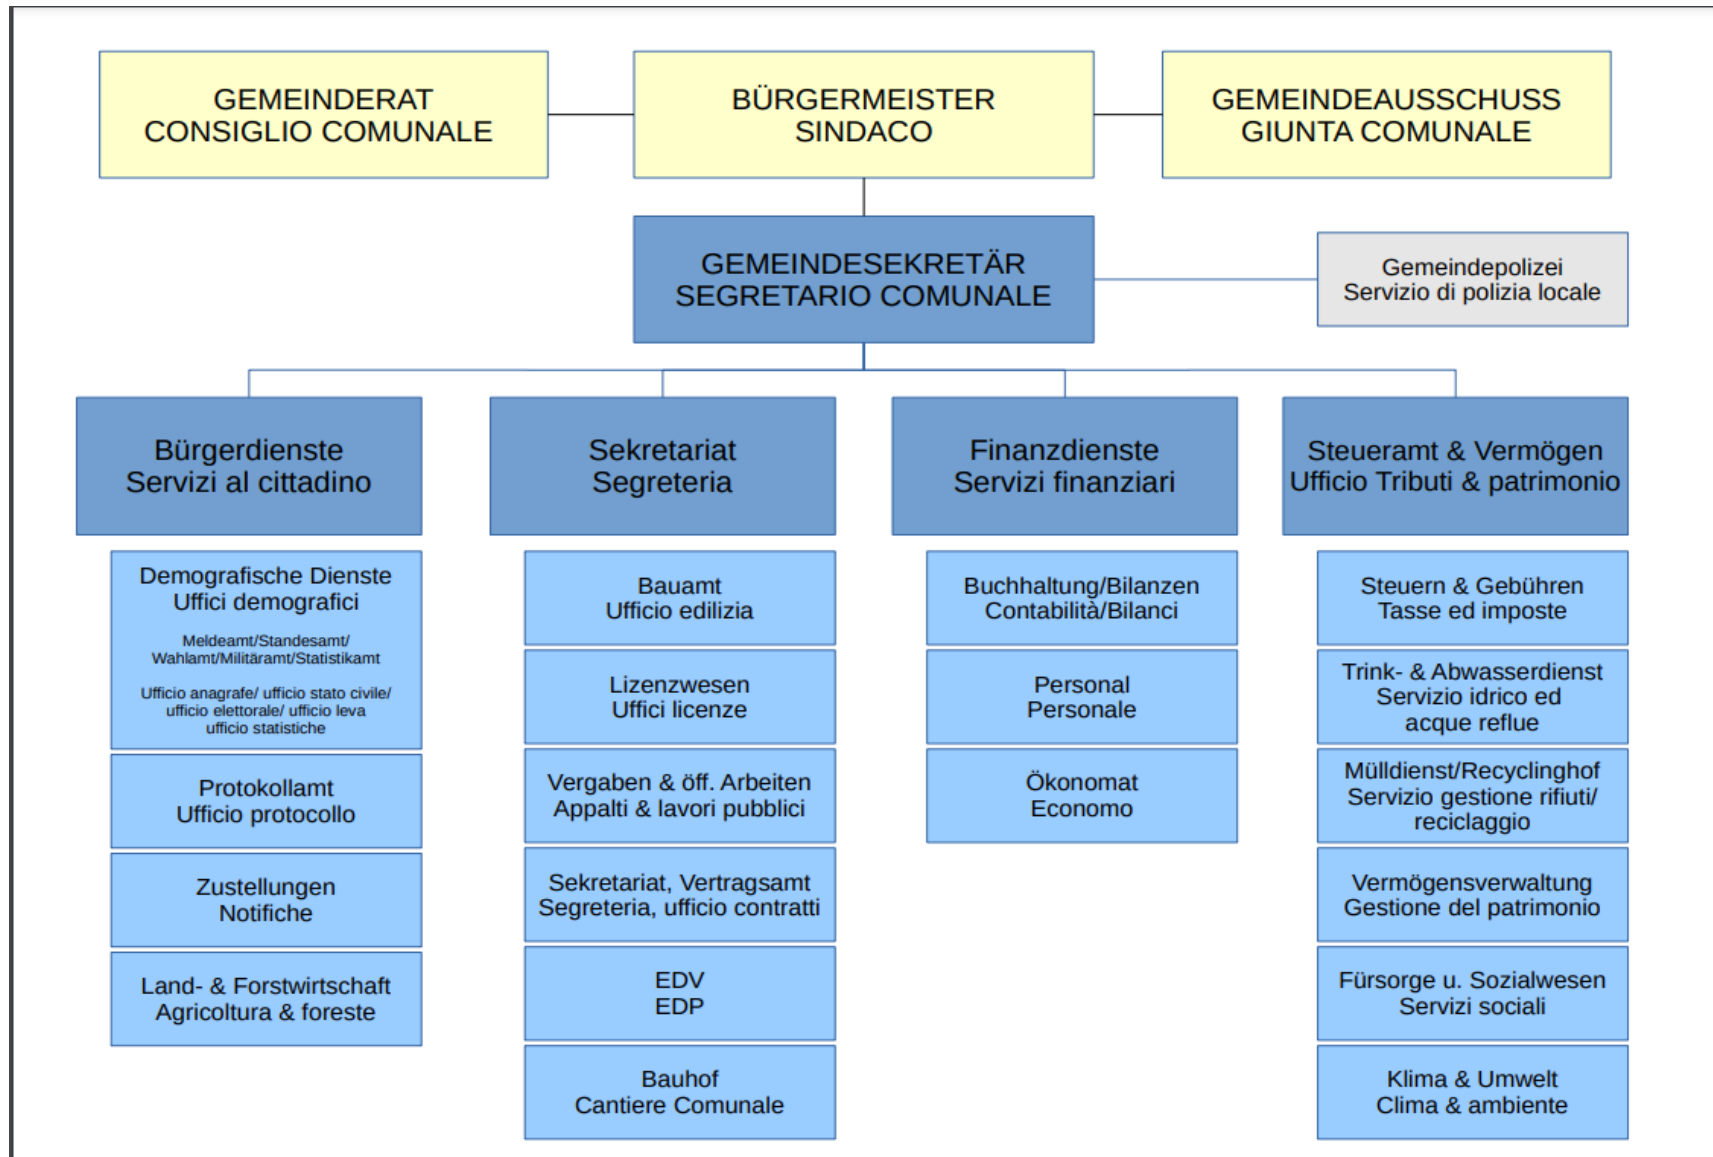 GEMEINDERAT
CONSIGLIO COMUNALE
BÜRGERMEISTER
SINDACO
GEMEINDEAUSSCHUSS
GIUNTA COMUNALE
GEMEINDESEKRETÄR
SEGRETARIO COMUNALE
Gemeindepolizei
Servizio di polizia locale
Bürgerdienste
Servizi al cittadino
Demografische Dienste
Uffici demografici
Meldeamt/Standesamt/
Wahlamt/Militäramt/Statistikamt
Ufficio anagrafe/ ufficio stato civile/
ufficio elettorale/ ufficio leva
ufficio statistiche
Protokollamt
Ufficio protocollo
Zustellungen
Notifiche
Land- & Forstwirtschaft
Agricoltura & foreste
Sekretariat
Segreteria
Bauamt
Ufficio edilizia
Lizenzwesen
Uffici licenze
Vergaben & öff. Arbeiten
Appalti & lavori pubblici
Sekretariat, Vertragsamt
Segreteria, ufficio contratti
EDV
EDP
Bauhof
Cantiere Comunale
Finanzdienste
Servizi finanziari
Buchhaltung/Bilanzen
Contabilità/Bilanci
Personal
Personale
Ökonomat
Economo
Steueramt & Vermögen
Ufficio Tributi & patrimonio
Steuern & Gebühren
Tasse ed imposte
Trink- & Abwasserdienst
Servizio idrico ed
acque reflue
Mülldienst/Recyclinghof
Servizio gestione rifiuti/
reciclaggio
Vermögensverwaltung
Gestione del patrimonio
Fürsorge u. Sozialwesen
Servizi sociali
Klima & Umwelt
Clima & ambiente